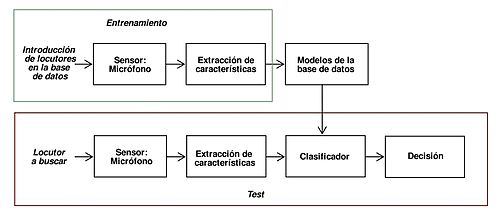 Entrenamiento
Introducción
de locutores
en la base
de datos
Sensor:
Micrófono
Extracción de
características
Modelos de la
base de datos
Locutor
a buscar
Sensor:
Micrófono
Extracción de
características
Clasificador
Decisión
Test